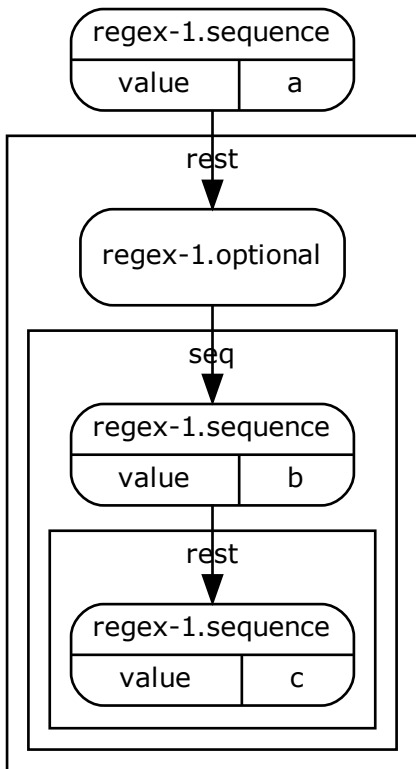 regex-1.sequence
value a
rest
regex-1.optional
seq
regex-1.sequence
value b
rest
regex-1.sequence
value c